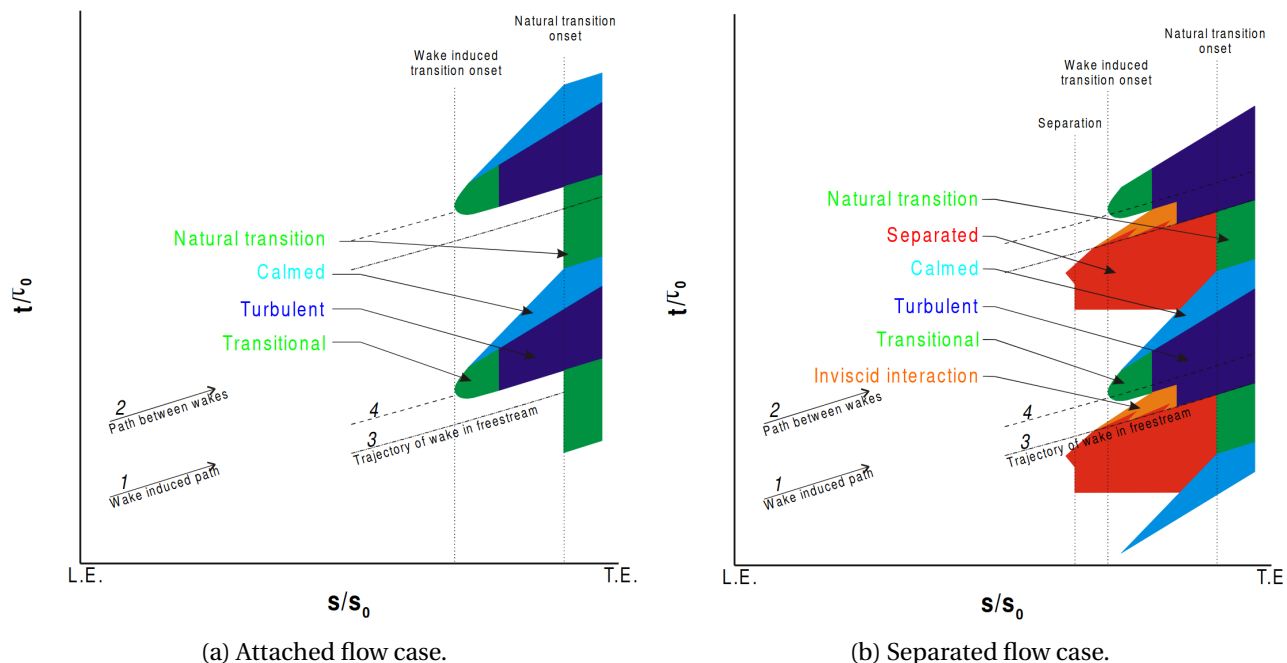 Natural transition
onset
Wake induced
transition onset
Natural transition
Calmed
Turbulent
Transitional
2
Path between wakes
1
Wake induced path
4
3
Trajectory of wake in freestream
t/τ₀
L.E.
T.E.
s/s₀
(a) Attached flow case.
Natural transition
onset
Wake induced
transition onset
Separation
Natural transition
Separated
Calmed
Turbulent
Transitional
Inviscid interaction
2
Path between wakes
1
Wake induced path
4
3
Trajectory of wake in freestream
t/τ₀
L.E.
T.E
s/s₀
(b) Separated flow case.